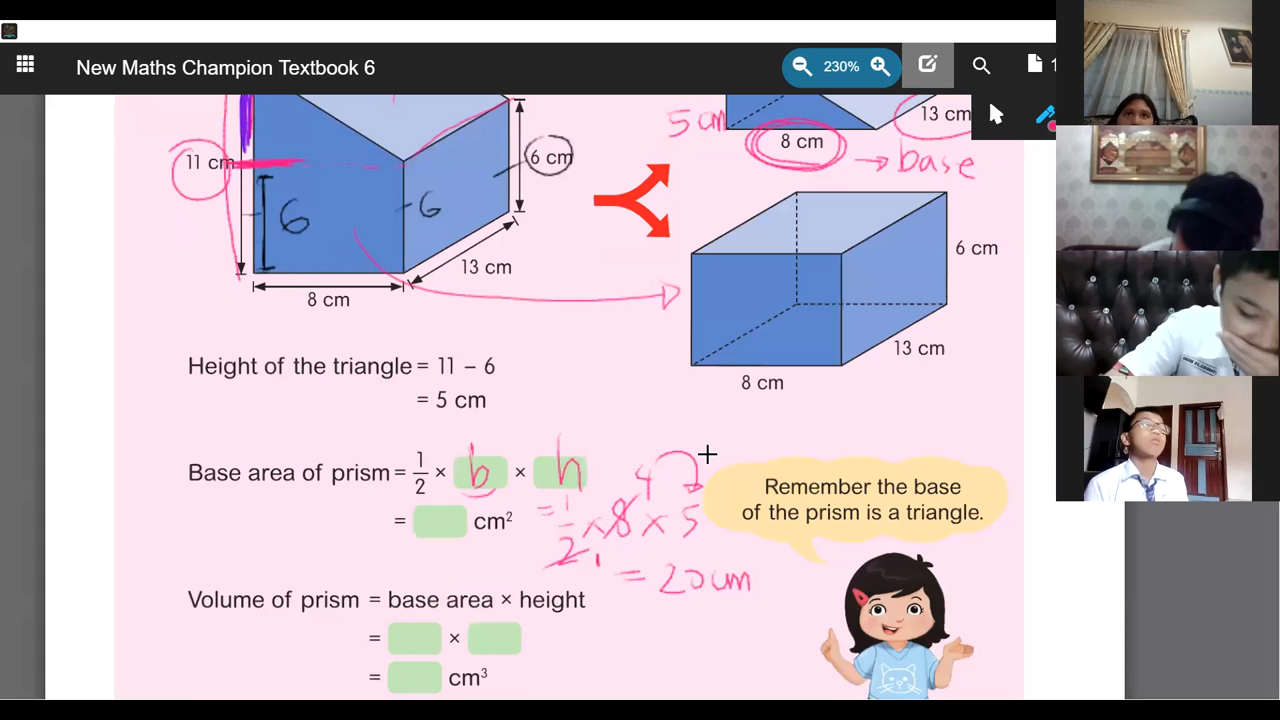 New Maths Champion Textbook 6
230%
1
11 cm
6 cm
6
6
13 cm
8 cm
5 cm
13 cm
8 cm
→ base
6 cm
13 cm
8 cm
Height of the triangle = 11 – 6
= 5 cm
Base area of prism = 1/2 × b × h
= cm²
= 1/2 × 8 × 5
4
1
= 20 cm
Remember the base
of the prism is a triangle.
Volume of prism = base area × height
= ×
= cm³